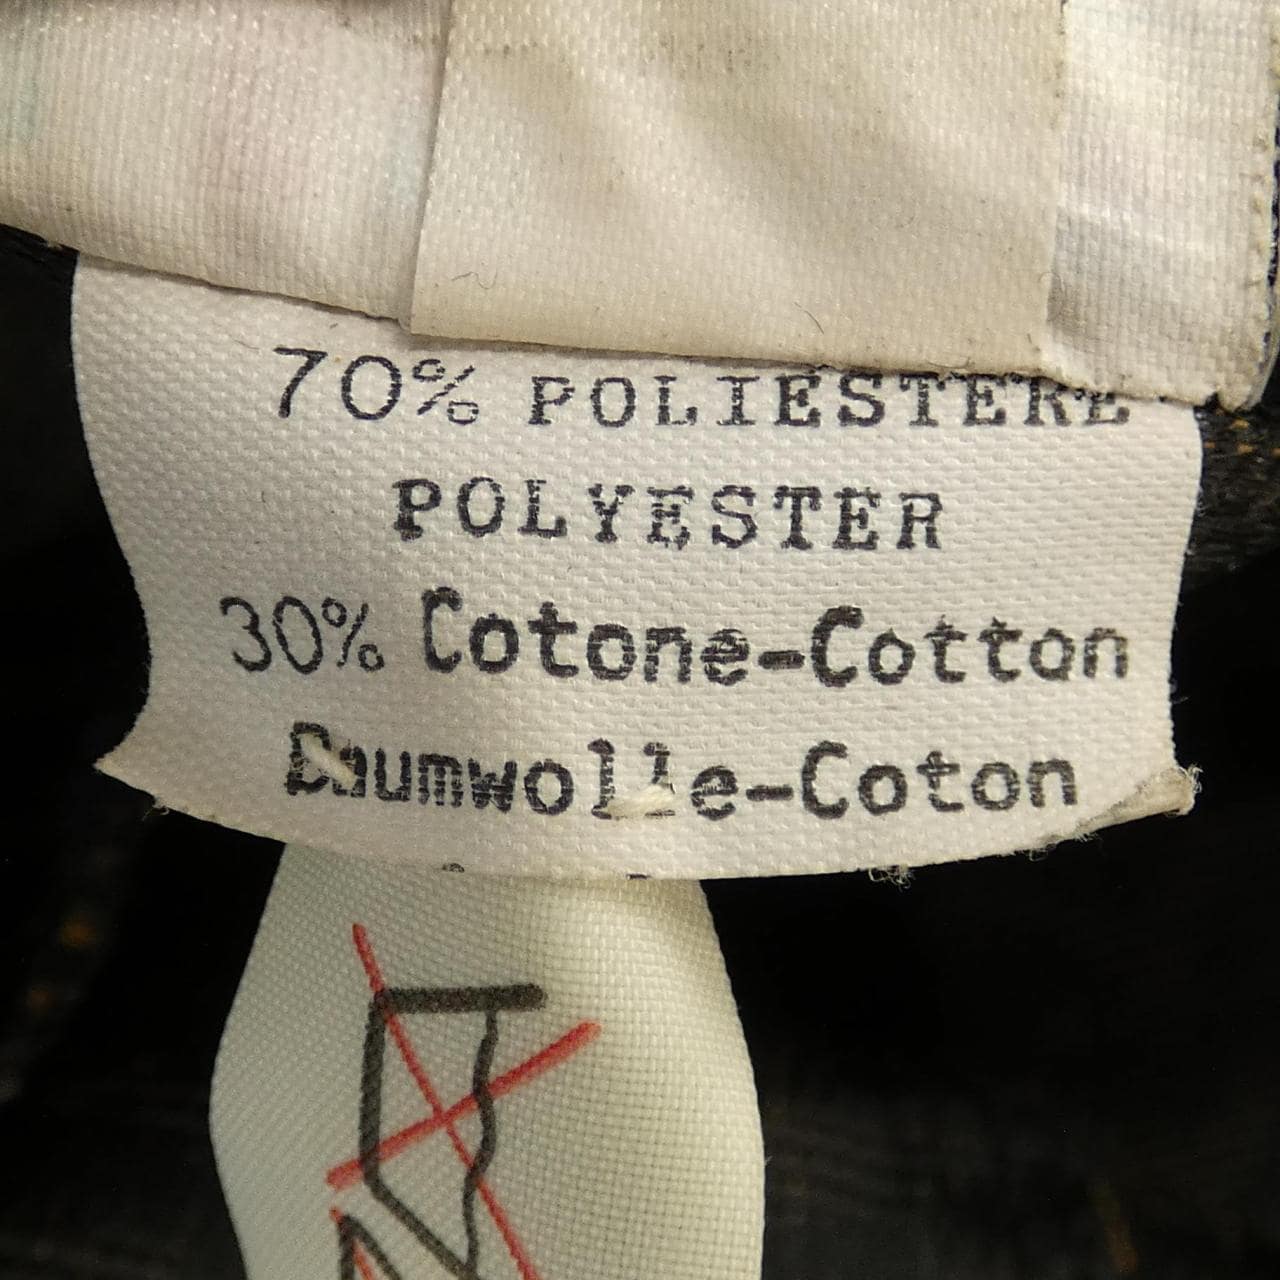 70% POLIESTERE
POLYESTER
30% Cotone-Cotton
Baumwolle-Coton